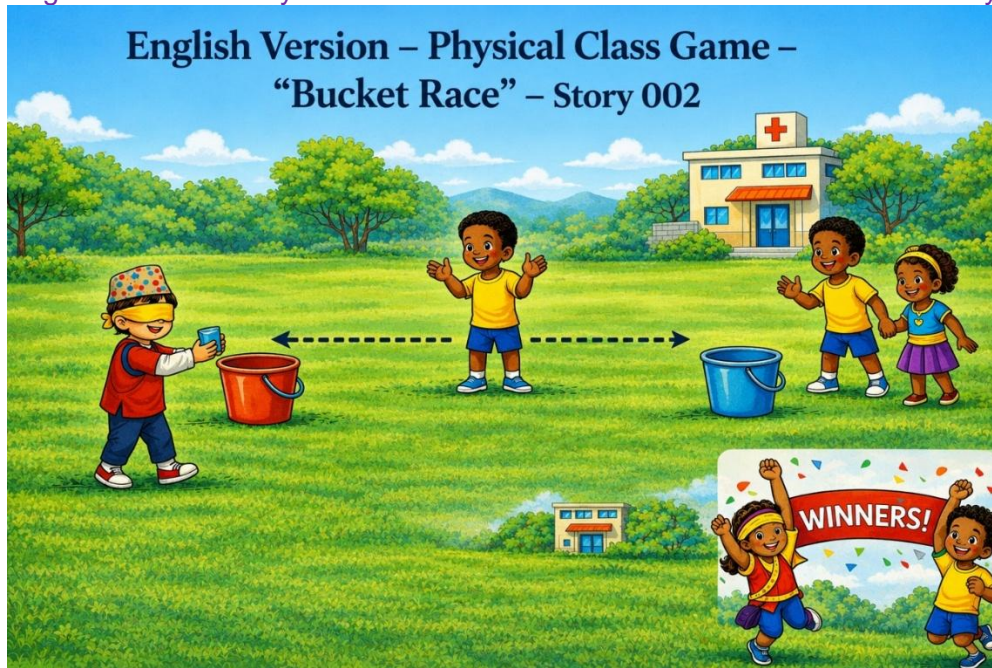 English Version – Physical Class Game –
“Bucket Race” – Story 002
WINNERS!